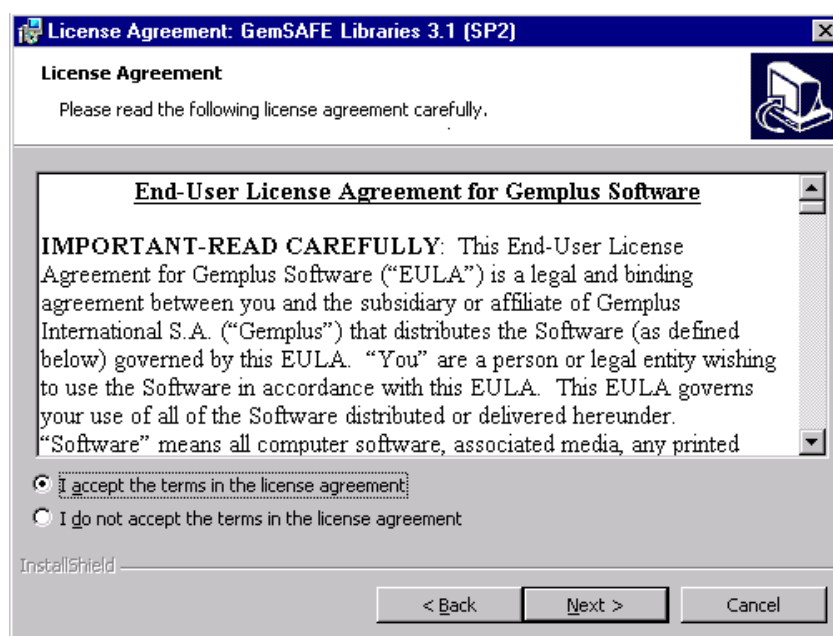 License Agreement: GemSAFE Libraries 3.1 (SP2)
License Agreement
Please read the following license agreement carefully.
End-User License Agreement for Gemplus Software
IMPORTANT-READ CAREFULLY: This End-User License
Agreement for Gemplus Software (“EULA”) is a legal and binding
agreement between you and the subsidiary or affiliate of Gemplus
International S.A. (“Gemplus”) that distributes the Software (as defined
below) governed by this EULA. “You” are a person or legal entity wishing
to use the Software in accordance with this EULA. This EULA governs
your use of all of the Software distributed or delivered hereunder.
“Software” means all computer software, associated media, any printed
I accept the terms in the license agreement
I do not accept the terms in the license agreement
InstallShield
< Back Next > Cancel